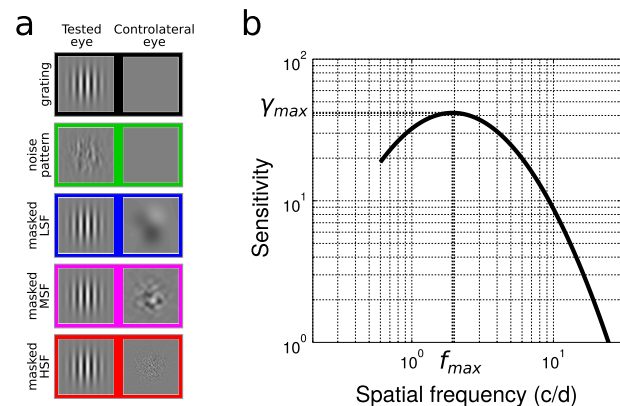 a
Tested
eye
Controlateral
eye
grating
noise
pattern
masked
LSF
masked
MSF
masked
HSF
b
10²
γmax
10¹
10⁰
Sensitivity
10⁰
fmax
10¹
Spatial frequency (c/d)